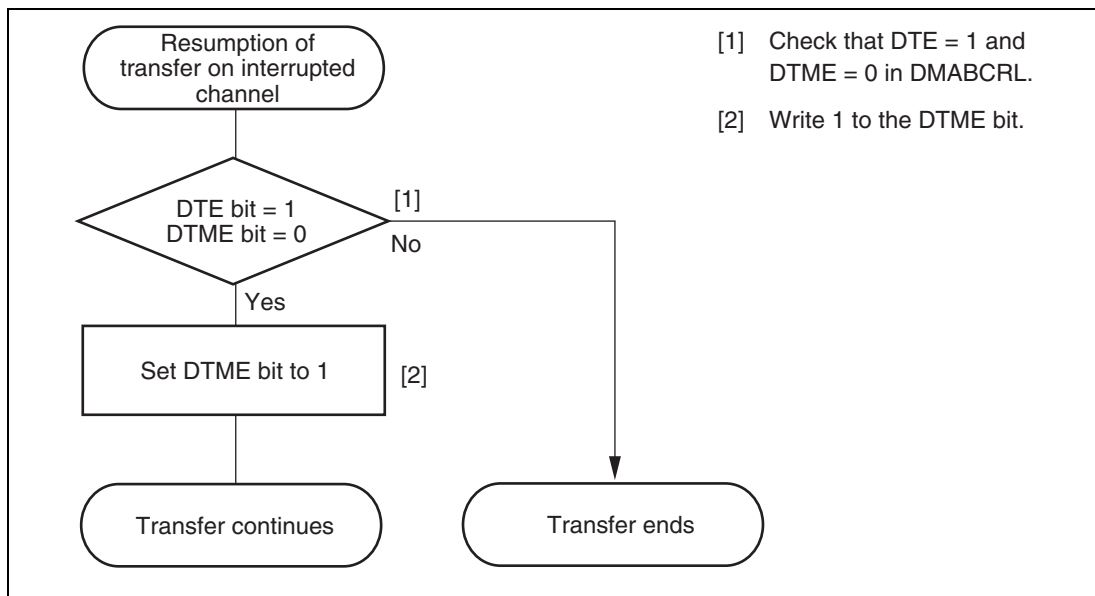 Resumption of
transfer on interrupted
channel
[1] Check that DTE = 1 and
DTME = 0 in DMABCRL.
[2] Write 1 to the DTME bit.
DTE bit = 1
DTME bit = 0
[1]
No
Yes
Set DTME bit to 1
[2]
Transfer continues
Transfer ends